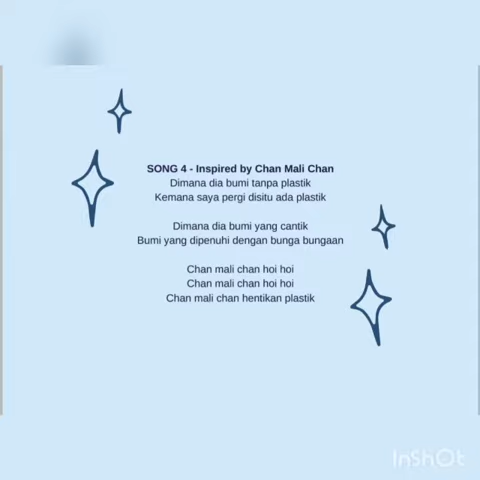 SONG 4 - Inspired by Chan Mali Chan
Dimana dia bumi tanpa plastik
Kemana saya pergi disitu ada plastik
Dimana dia bumi yang cantik
Bumi yang dipenuhi dengan bunga bungaan
Chan mali chan hoi hoi
Chan mali chan hoi hoi
Chan mali chan hentikan plastik
InShOt